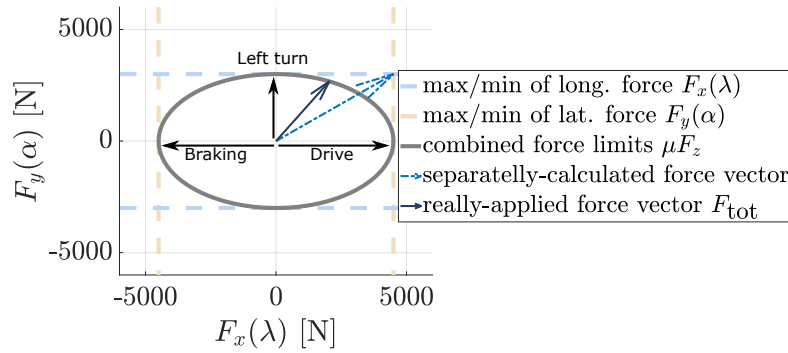 5000
0
-5000
F_y(α) [N]
Left turn
Braking
Drive
-5000
0
5000
F_x(λ) [N]
max/min of long. force F_x(λ)
max/min of lat. force F_y(α)
combined force limits μF_z
separatelly-calculated force vector
really-applied force vector F_tot